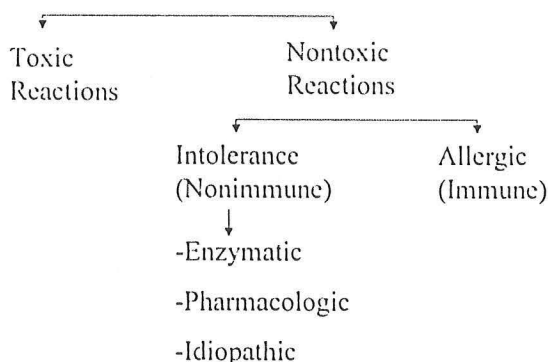 Toxic
Reactions
Nontoxic
Reactions
Intolerance
(Nonimmune)
Allergic
(Immune)
-Enzymatic
-Pharmacologic
-Idiopathic